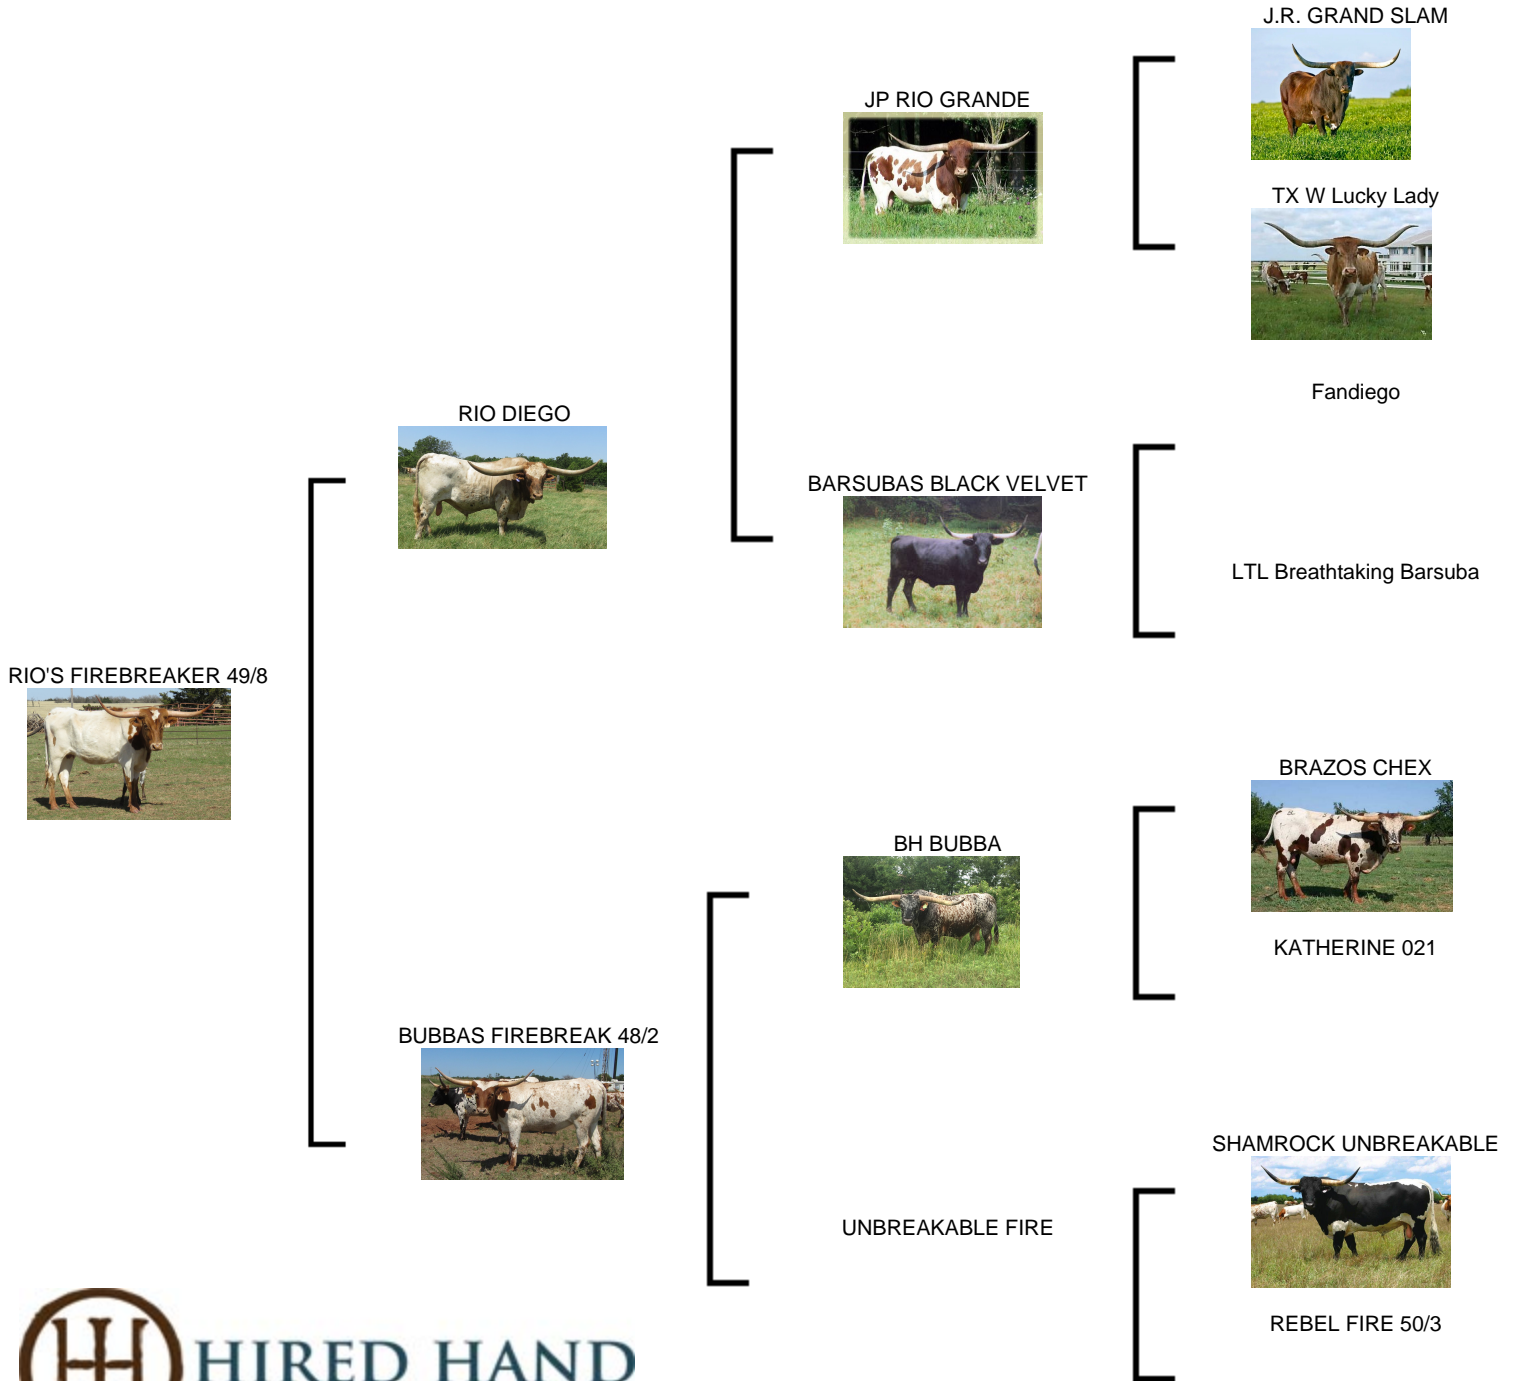 J.R. GRAND SLAM
JP RIO GRANDE
TX W Lucky Lady
Fandiego
RIO DIEGO
BARSUBAS BLACK VELVET
LTL Breathtaking Barsuba
RIO'S FIREBREAKER 49/8
BRAZOS CHEX
BH BUBBA
KATHERINE 021
BUBBAS FIREBREAK 48/2
SHAMROCK UNBREAKABLE
UNBREAKABLE FIRE
REBEL FIRE 50/3
HIRED HAND